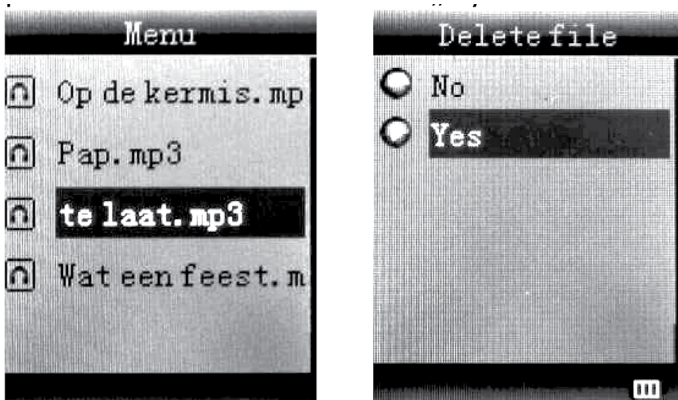 Menu
Op de kermis.mp
Pap.mp3
te laat.mp3
Wat een feest.m
Delete file
No
Yes